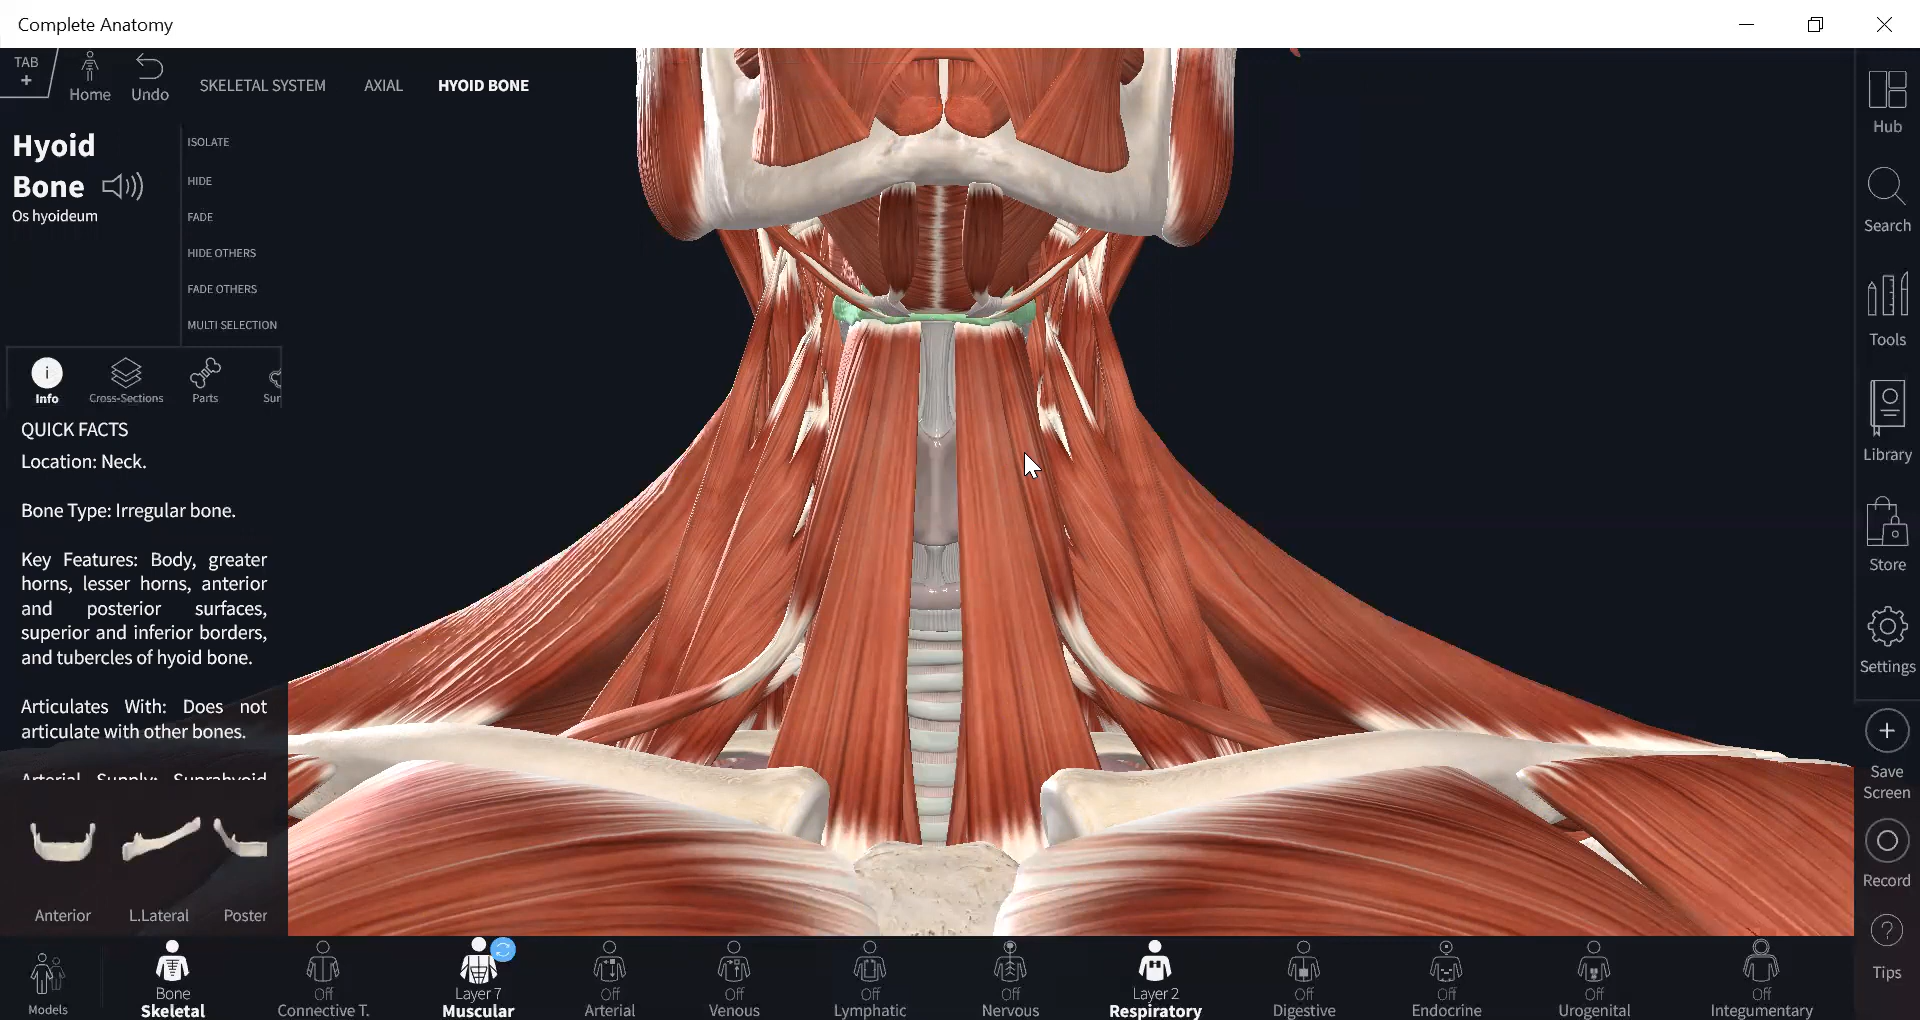 Complete Anatomy
TAB
+
Home
Undo
SKELETAL SYSTEM
AXIAL
HYOID BONE
Hyoid
Bone
Os hyoideum
ISOLATE
HIDE
FADE
HIDE OTHERS
FADE OTHERS
MULTI SELECTION
Info
Cross-Sections
Parts
Sur
QUICK FACTS
Location: Neck.
Bone Type: Irregular bone.
Key Features: Body, greater
horns, lesser horns, anterior
and posterior surfaces,
superior and inferior borders,
and tubercles of hyoid bone.
Articulates With: Does not
articulate with other bones.
Arterial Supply: Suprahyoid
Anterior
L.Lateral
Poster
Hub
Search
Tools
Library
Store
Settings
Save
Screen
Record
?
Tips
Models
Bone
Skeletal
Off
Connective T.
Layer 7
Muscular
Off
Arterial
Off
Venous
Off
Lymphatic
Off
Nervous
Layer 2
Respiratory
Off
Digestive
Off
Endocrine
Off
Urogenital
Off
Integumentary